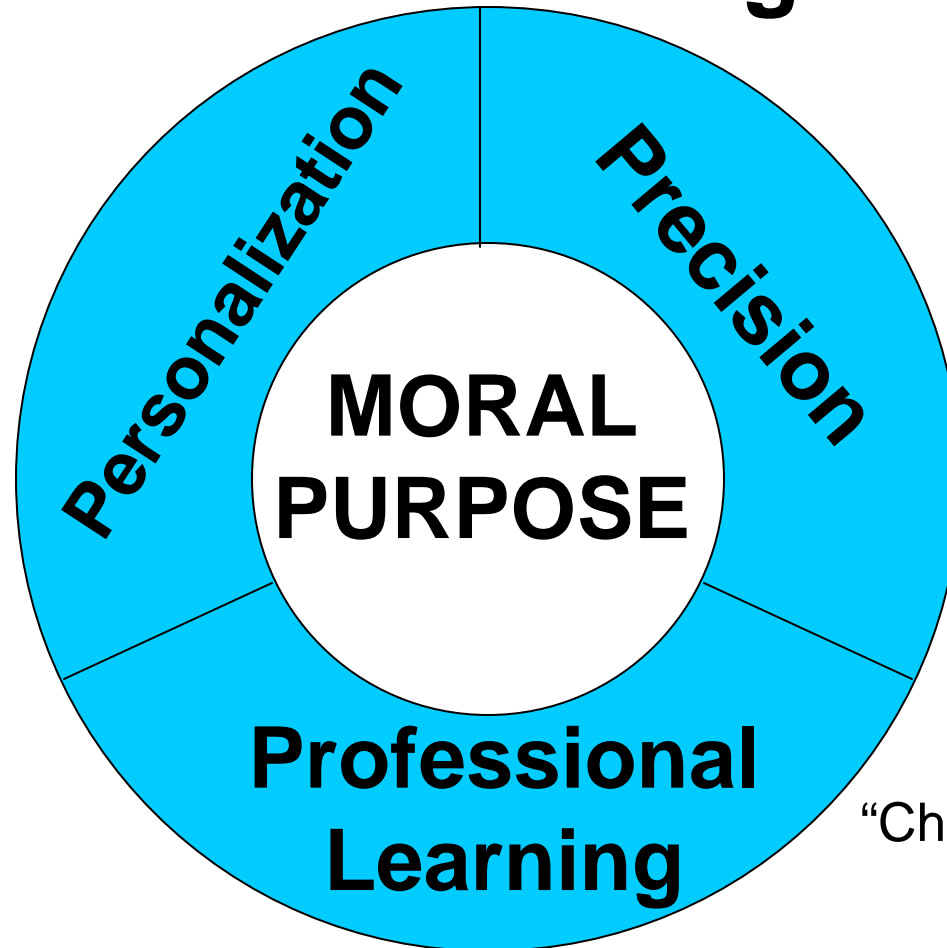 Personalization
Precision
MORAL
PURPOSE
Professional
Learning
“Ch